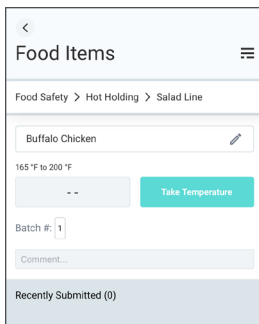 Food Items
Food Safety > Hot Holding > Salad Line
Buffalo Chicken
165 °F to 200 °F
- -
Take Temperature
Batch #: 1
Comment...
Recently Submitted (0)